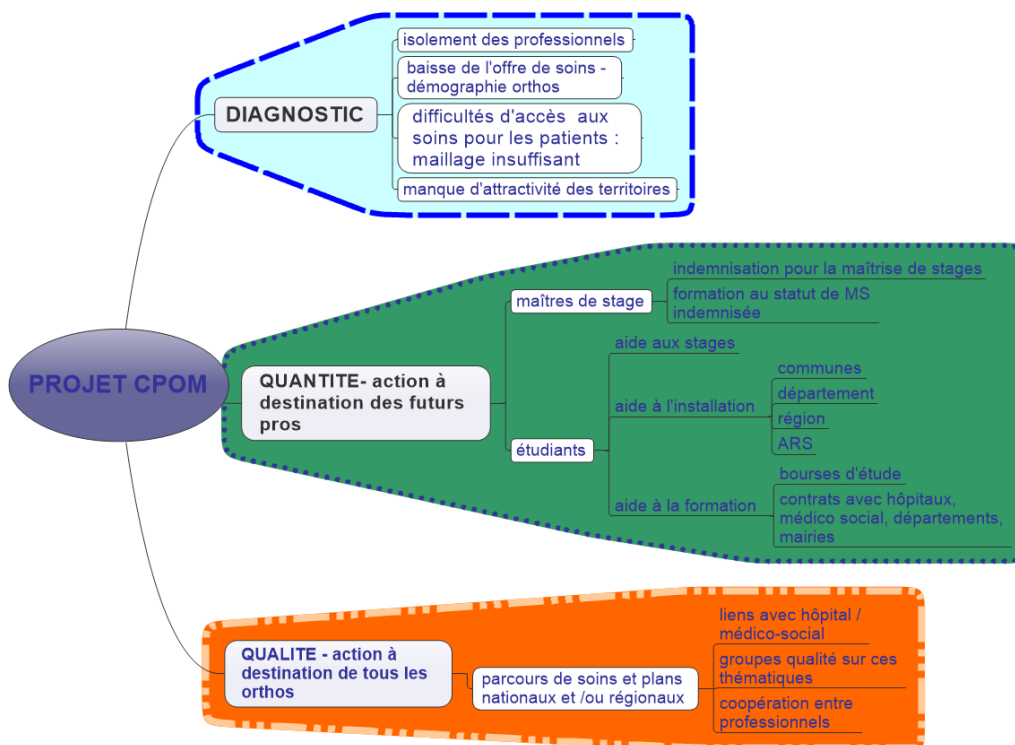 isolement des professionnels
baisse de l'offre de soins -
démographie orthos
DIAGNOSTIC
difficultés d'accès aux
soins pour les patients :
maillage insuffisant
manque d'attractivité des territoires
PROJET CPOM
QUANTITE- action à
destination des futurs
pros
maîtres de stage
indemnisation pour la maîtrise de stages
formation au statut de MS
indemnisée
étudiants
aide aux stages
aide à l'installation
communes
département
région
ARS
aide à la formation
bourses d'étude
contrats avec hôpitaux,
médico social, départements,
mairies
QUALITE - action à
destination de tous les
orthos
parcours de soins et plans
nationaux et /ou régionaux
liens avec hôpital /
médico-social
groupes qualité sur ces
thématiques
coopération entre
professionnels